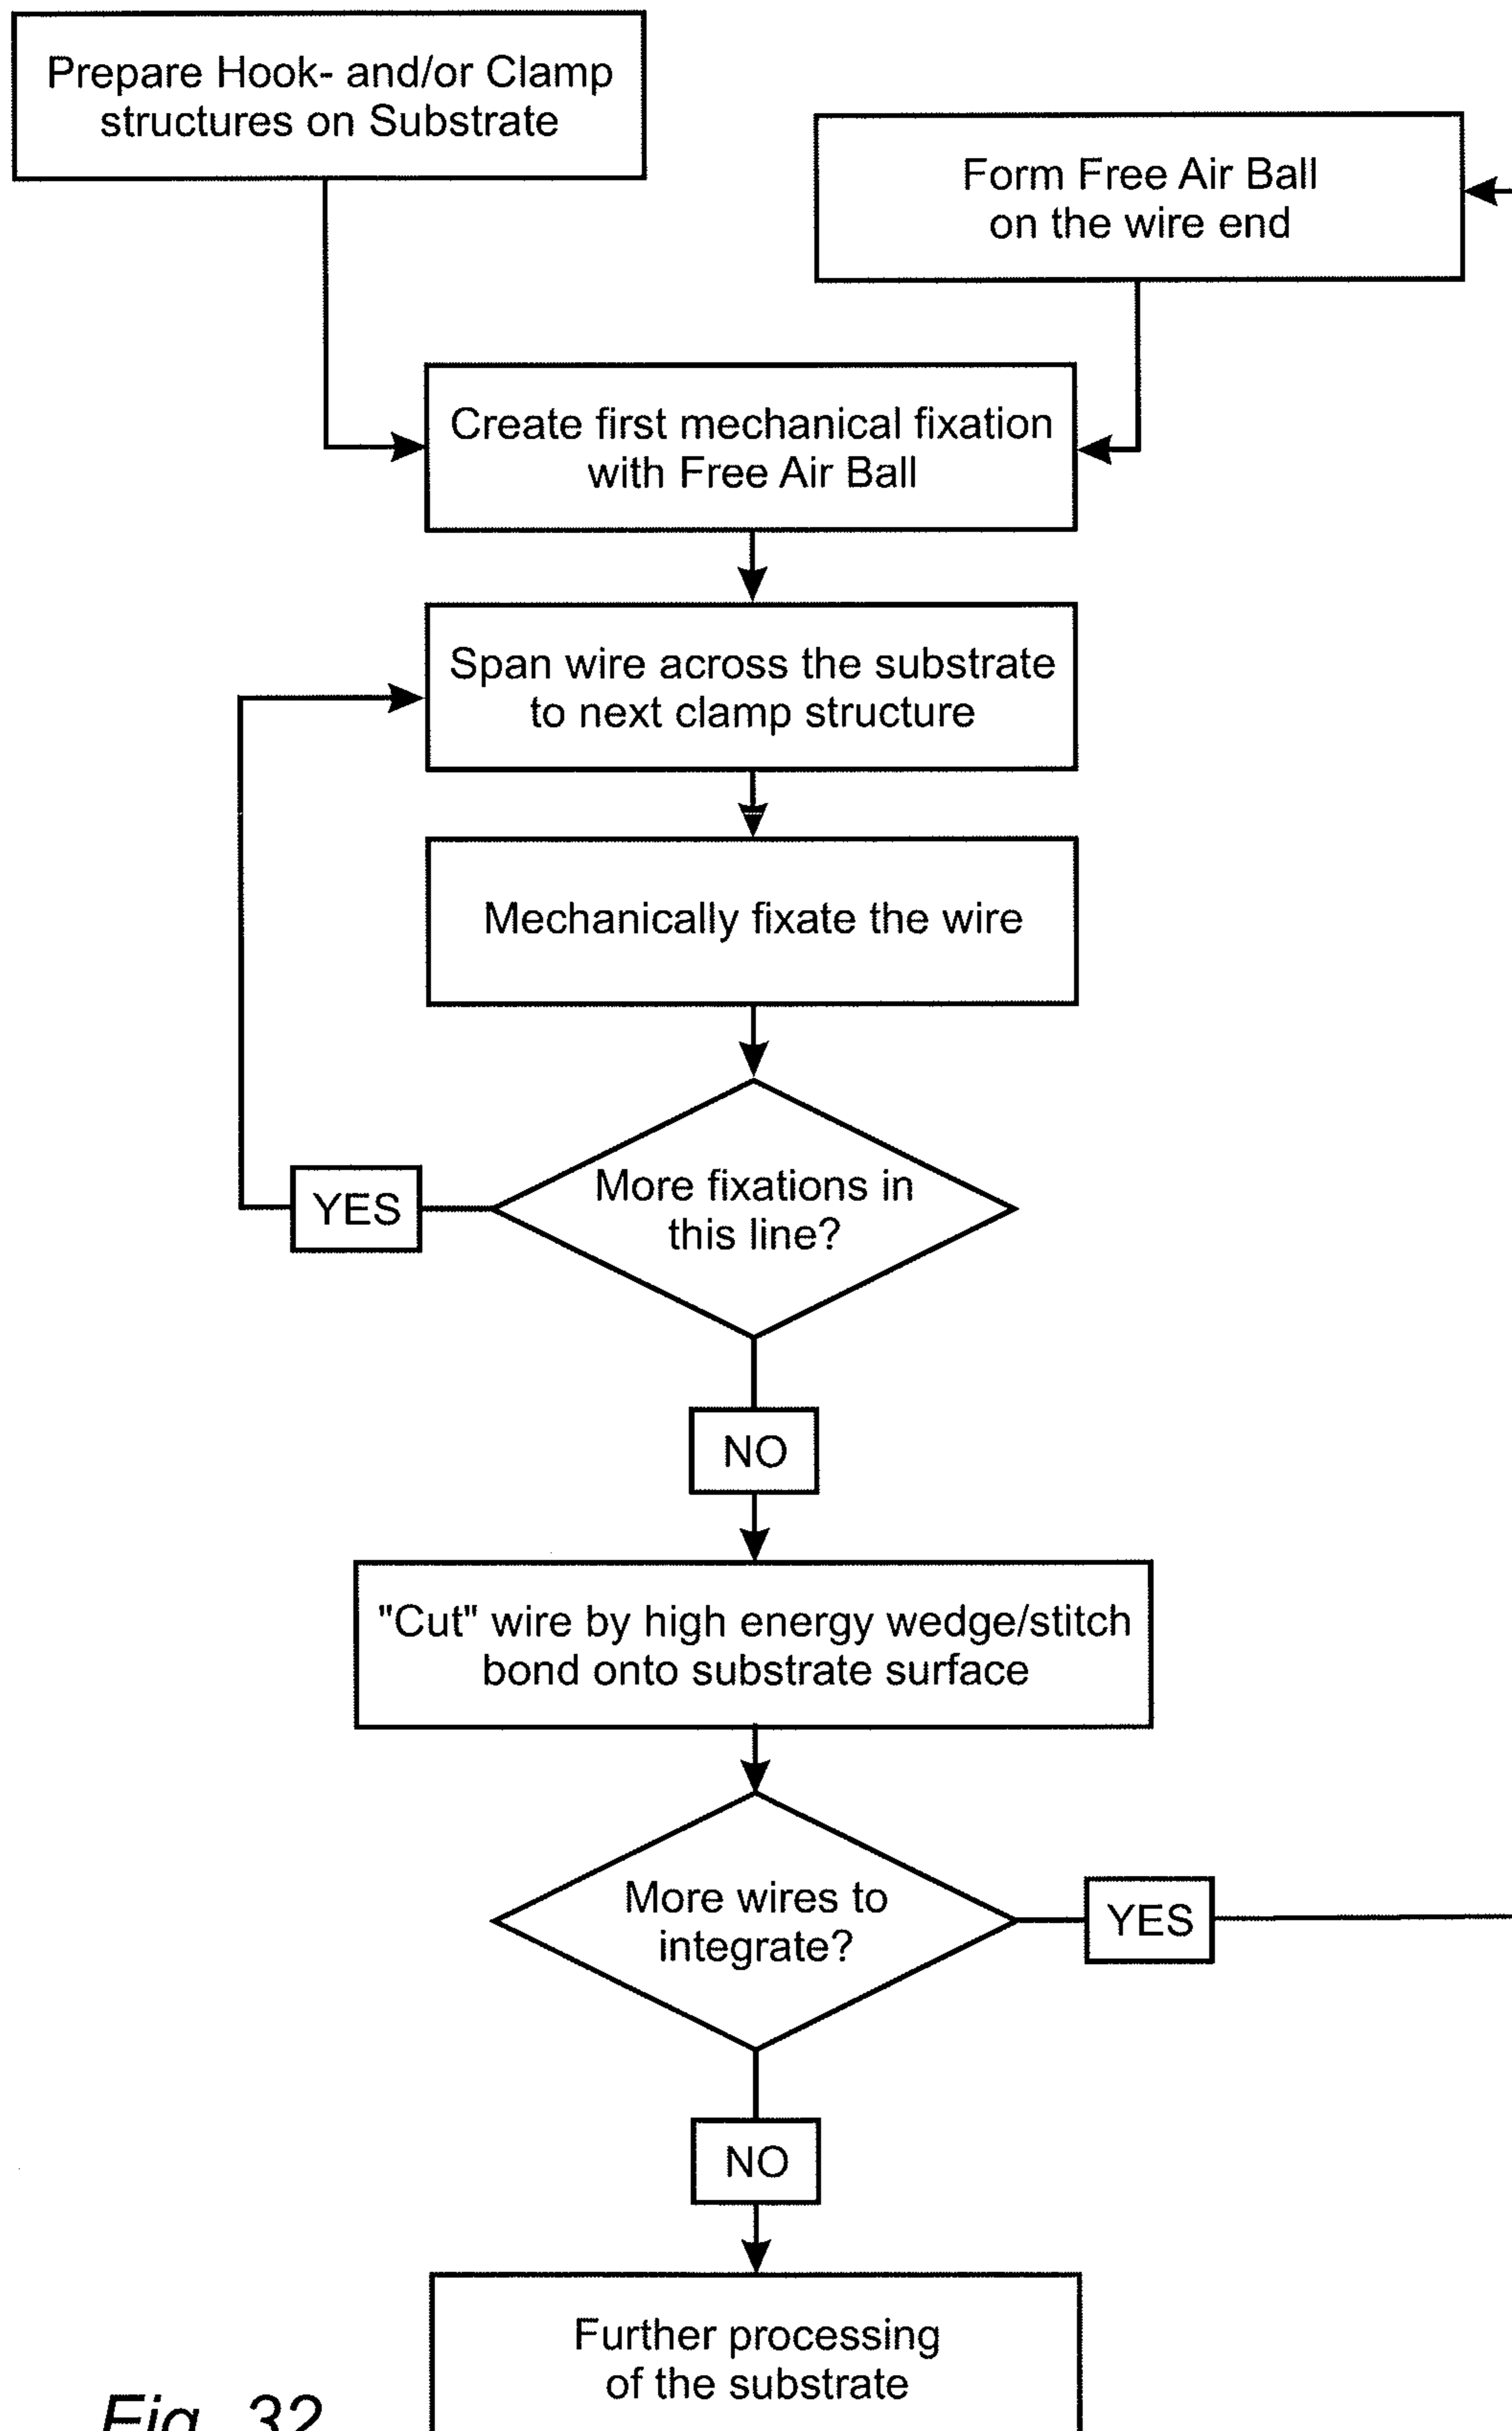 Prepare Hook- and/or Clamp
structures on Substrate
Form Free Air Ball
on the wire end
Create first mechanical fixation
with Free Air Ball
Span wire across the substrate
to next clamp structure
Mechanically fixate the wire
More fixations in
this line?
YES
NO
"Cut" wire by high energy wedge/stitch
bond onto substrate surface
More wires to
integrate?
YES
NO
Further processing
of the substrate
Fig. 32